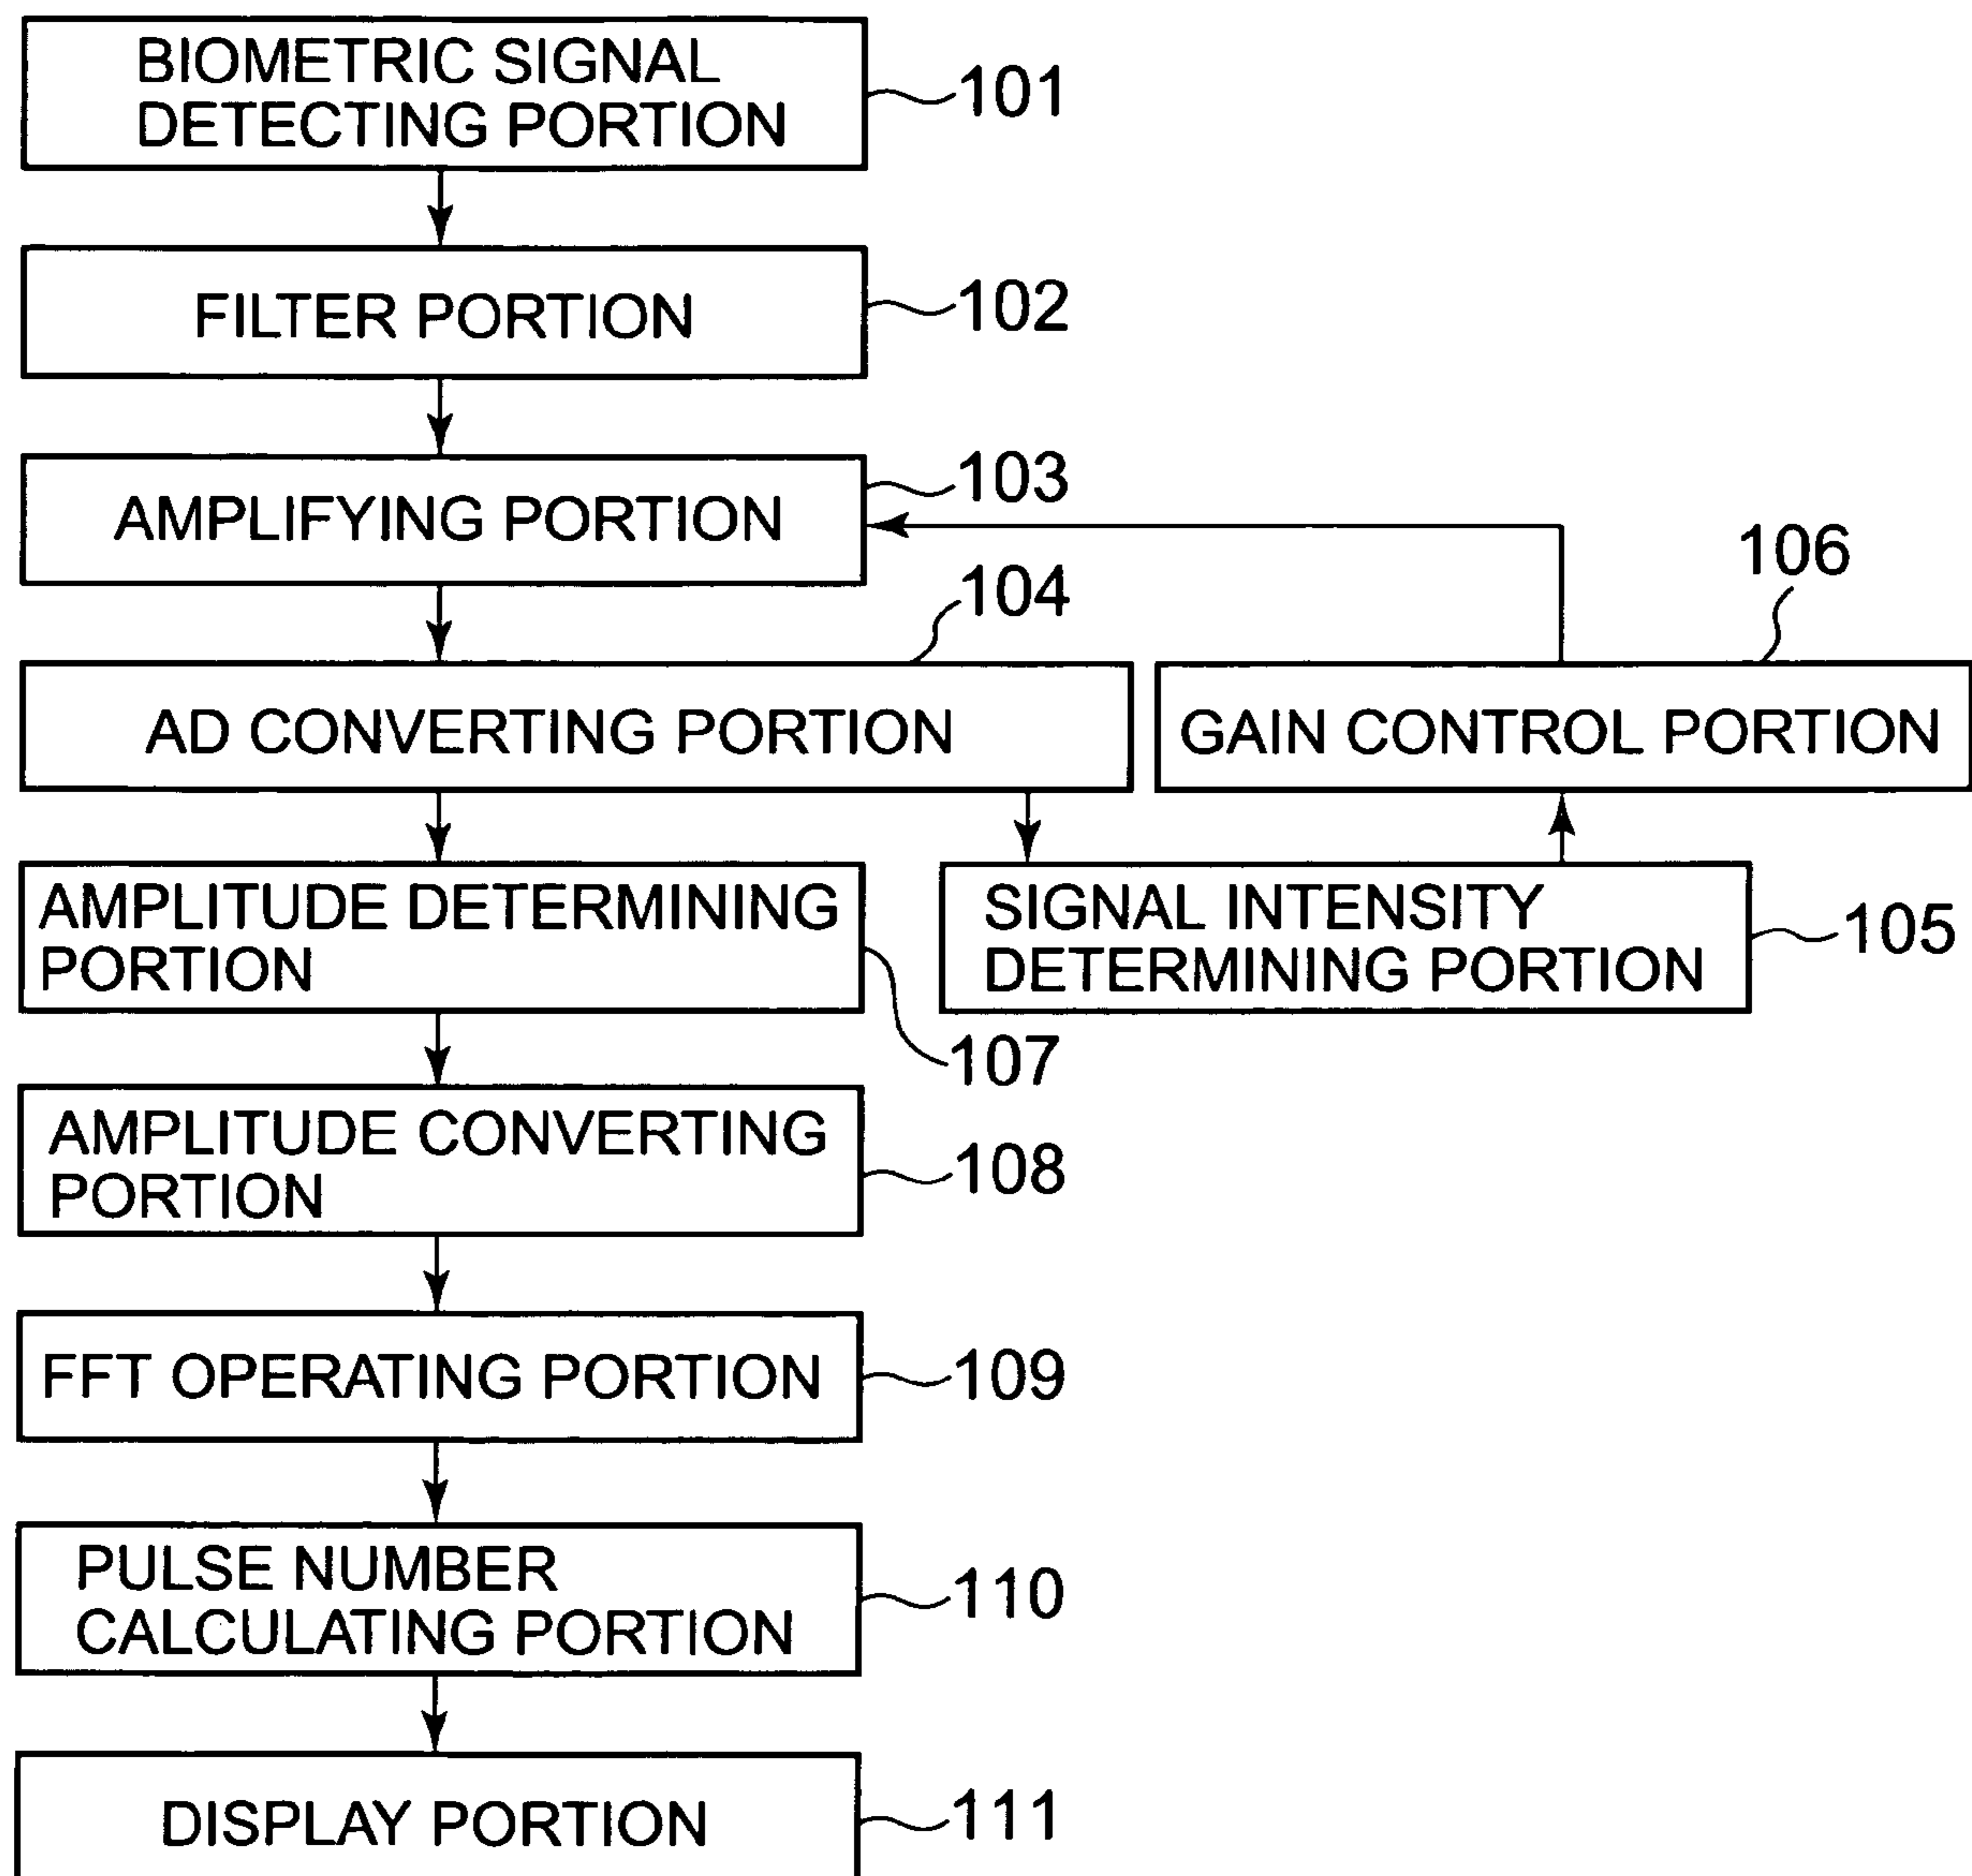 BIOMETRIC SIGNAL
DETECTING PORTION
101
FILTER PORTION
102
AMPLIFYING PORTION
103
104
106
AD CONVERTING PORTION
GAIN CONTROL PORTION
AMPLITUDE DETERMINING
PORTION
107
SIGNAL INTENSITY
DETERMINING PORTION
105
AMPLITUDE CONVERTING
PORTION
108
FFT OPERATING PORTION
109
PULSE NUMBER
CALCULATING PORTION
110
DISPLAY PORTION
111